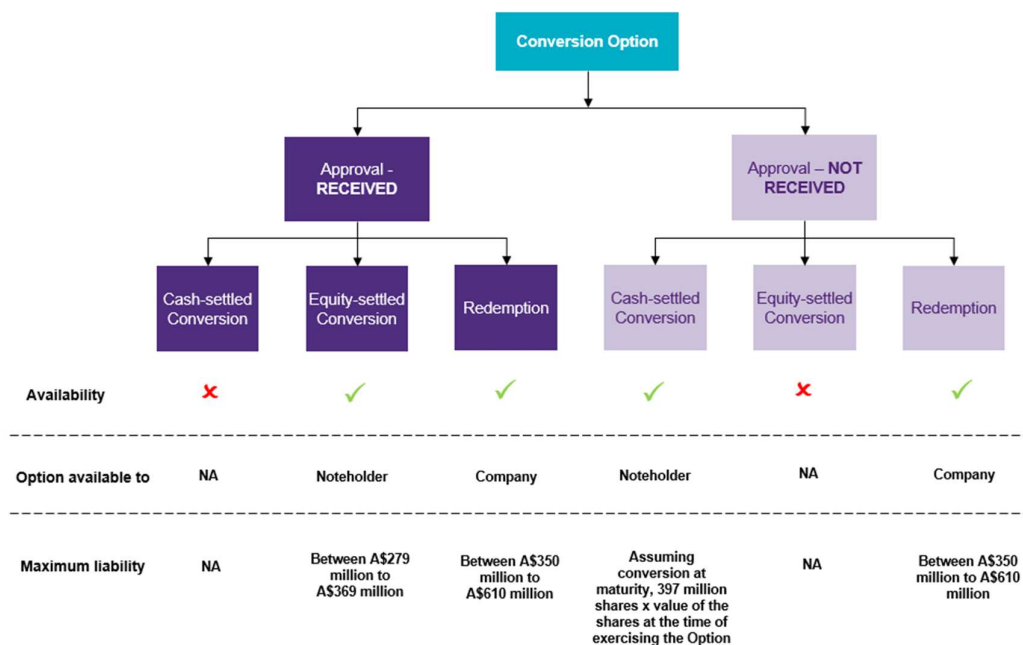 Conversion Option
Approval -
RECEIVED
Approval – NOT
RECEIVED
Cash-settled
Conversion
Equity-settled
Conversion
Redemption
Cash-settled
Conversion
Equity-settled
Conversion
Redemption
Availability
Option available to
NA
Noteholder
Company
Noteholder
NA
Company
Maximum liability
NA
Between A$279
million to
A$369 million
Between A$350
million to
A$610 million
Assuming
conversion at
maturity, 397 million
shares x value of the
shares at the time of
exercising the Option
NA
Between A$350
million to A$610
million